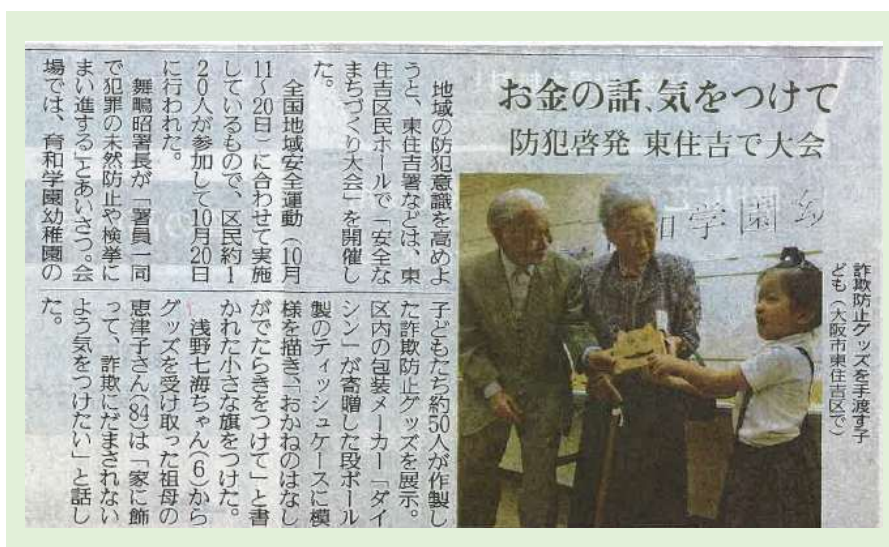 お金の話、気をつけて
防犯啓発 東住吉で大会
地域の防犯意識を高めよ
うと、東住吉署などは、東
住吉区民ホールで「安全な
まちづくり大会」を開催し
た。
全国地域安全運動（10月
11～20日）に合わせて実施
しているもので、区民約1
20人が参加して10月20日
に行われた。
舞鴫昭署長が「署員一同
で犯罪の未然防止や検挙に
まい進する」とあいさつ。会
場では、育和学園幼稚園の
子どもたち約50人が作製し
た詐欺防止グッズを展示。
区内の包装メーカー「ダイ
シン」が寄贈した段ボール
製のティッシュケースに模
様を描き、「おかねのはなし
がでたらきをつけて」と書
かれた小さな旗をつけた。
浅野七海ちゃん(6)から
グッズを受け取った祖母の
恵津子さん(84)は「家に飾
って、詐欺にだまされない
よう気をつけたい」と話し
た。
和学園幼
詐欺防止グッズを手渡す子
ども（大阪市東住吉区で）